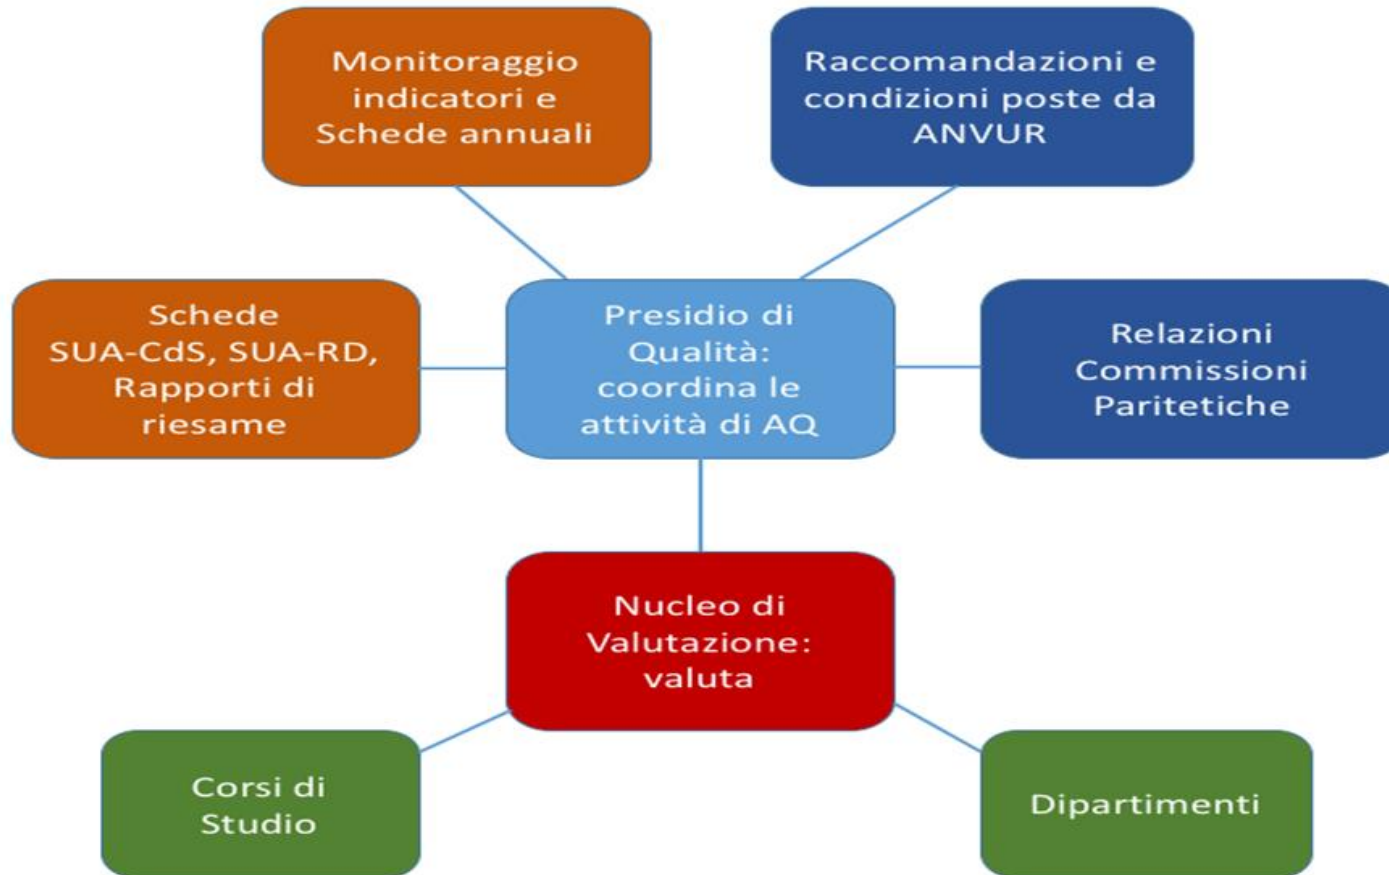 Monitoraggio
indicatori e
Schede annuali
Raccomandazioni e
condizioni poste da
ANVUR
Schede
SUA-CdS, SUA-RD,
Rapporti di
riesame
Presidio di
Qualità:
coordina le
attività di AQ
Relazioni
Commissioni
Paritetiche
Nucleo di
Valutazione:
valuta
Corsi di
Studio
Dipartimenti